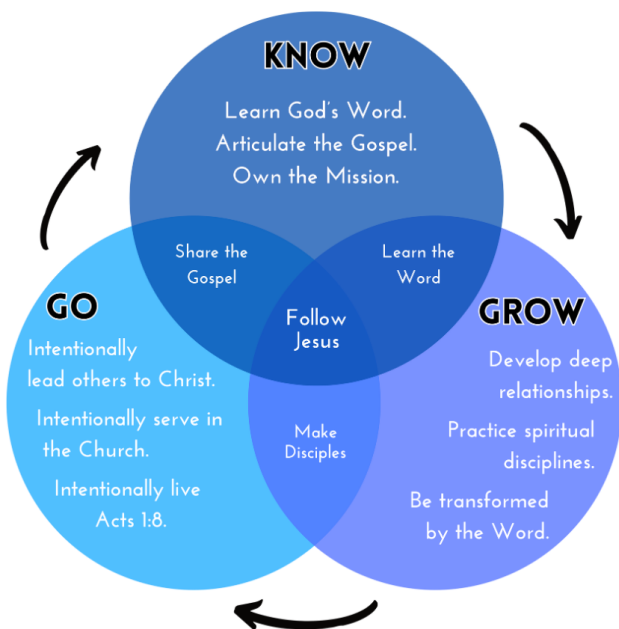 KNOW
Learn God's Word.
Articulate the Gospel.
Own the Mission.
Share the
Gospel
Learn the
Word
Follow
Jesus
GO
Intentionally
lead others to Christ.
Intentionally serve in
the Church.
Intentionally live
Acts 1:8.
GROW
Develop deep
relationships.
Practice spiritual
disciplines.
Be transformed
by the Word.
Make
Disciples